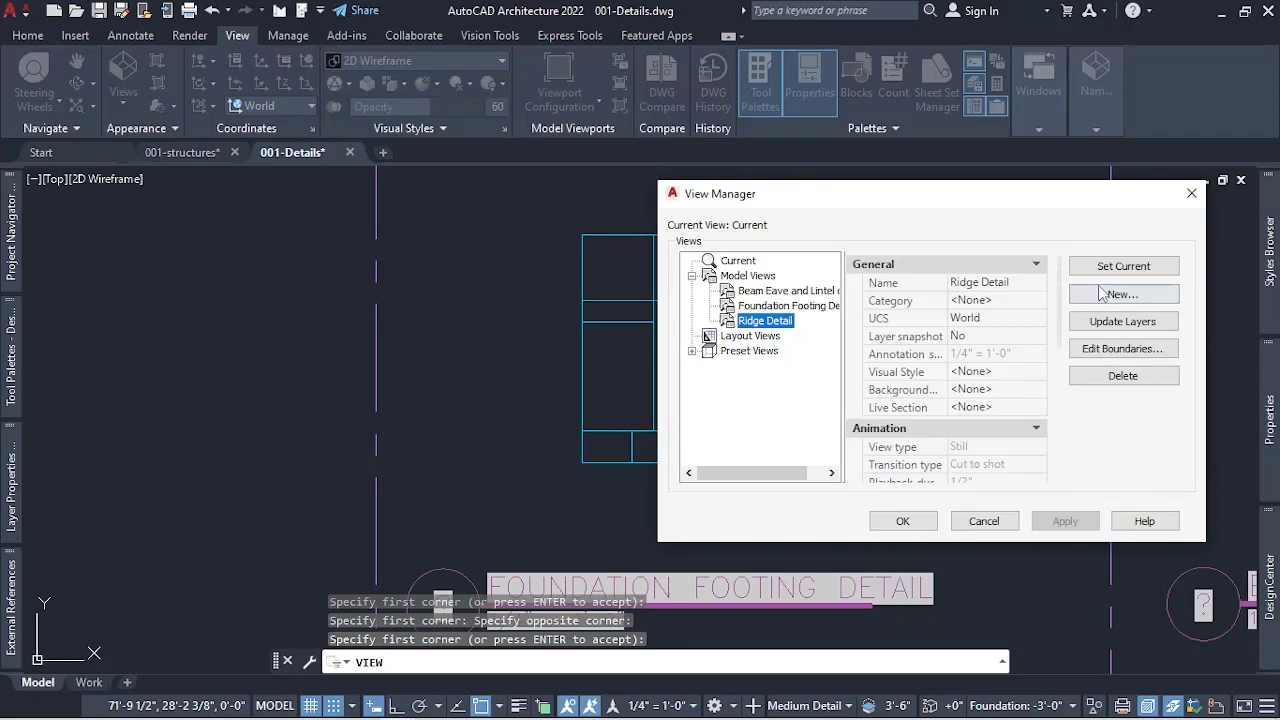 Share
AutoCAD Architecture 2022 001-Details.dwg
Type a keyword or phrase
Sign In
Home Insert Annotate Render View Manage Add-ins Collaborate Vision Tools Express Tools Featured Apps
Steering Wheels
Views
World
2D Wireframe
Opacity 60
Viewport Configuration
DWG Compare
DWG History
Tool Palettes
Properties
Blocks
Count
Sheet Set Manager
Windows
Nam...
Navigate Appearance Coordinates Visual Styles Model Viewports Compare History Palettes
Start 001-structures* 001-Details*
[−][Top][2D Wireframe]
Project Navigator ...
Tool Palette - Des...
Layer Properties ...
External References
View Manager
Current View: Current
Views
Current
Model Views
Beam Eave and Lintel
Foundation Footing De
Ridge Detail
Layout Views
Preset Views
General
Name Ridge Detail
Category <None>
UCS World
Layer snapshot No
Annotation s... 1/4" = 1'-0"
Visual Style <None>
Background... <None>
Live Section <None>
Animation
View type Still
Transition type Cut to shot
Playback dur 1/2"
Set Current
New...
Update Layers
Edit Boundaries...
Delete
OK Cancel Apply Help
Styles Browser
Properties
DesignCenter
FOUNDATION FOOTING DETAIL
?
Specify first corner (or press ENTER to accept):
Specify first corner: Specify opposite corner:
Specify first corner (or press ENTER to accept):
VIEW
Y
X
Model Work
71'-9 1/2", 28'-2 3/8", 0'-0" MODEL 1/4" = 1'-0" Medium Detail 3'-6" +0" Foundation: -3'-0"